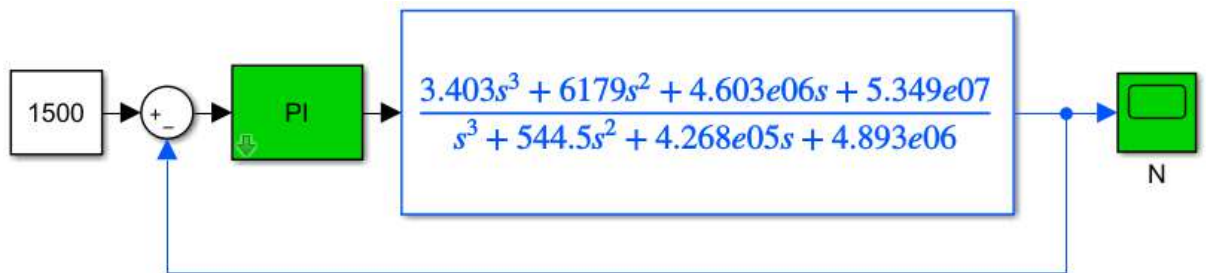 1500
+
−
PI
3.403s³ + 6179s² + 4.603e06s + 5.349e07
s³ + 544.5s² + 4.268e05s + 4.893e06
N